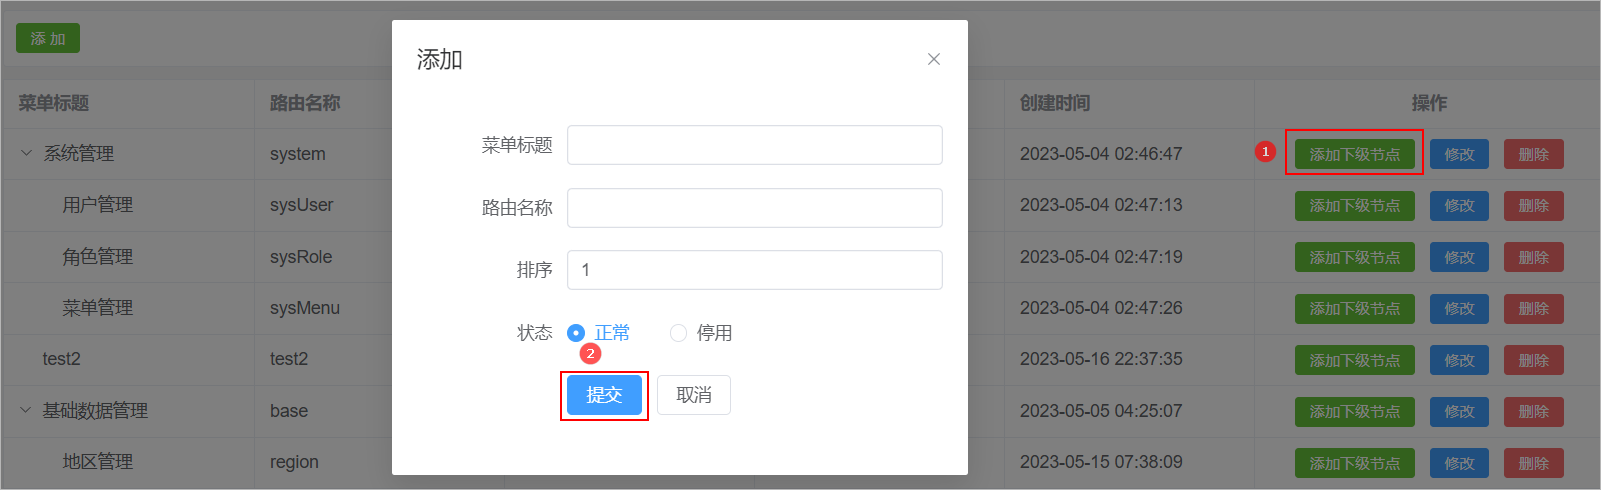 添 加
菜单标题 路由名称 创建时间 操作
系统管理 system 2023-05-04 02:46:47 1 添加下级节点 修改 删除
用户管理 sysUser 2023-05-04 02:47:13 添加下级节点 修改 删除
角色管理 sysRole 2023-05-04 02:47:19 添加下级节点 修改 删除
菜单管理 sysMenu 2023-05-04 02:47:26 添加下级节点 修改 删除
test2 test2 2023-05-16 22:37:35 添加下级节点 修改 删除
基础数据管理 base 2023-05-05 04:25:07 添加下级节点 修改 删除
地区管理 region 2023-05-15 07:38:09 添加下级节点 修改 删除
添加
菜单标题
路由名称
排序 1
状态 正常 停用
2
提交 取消